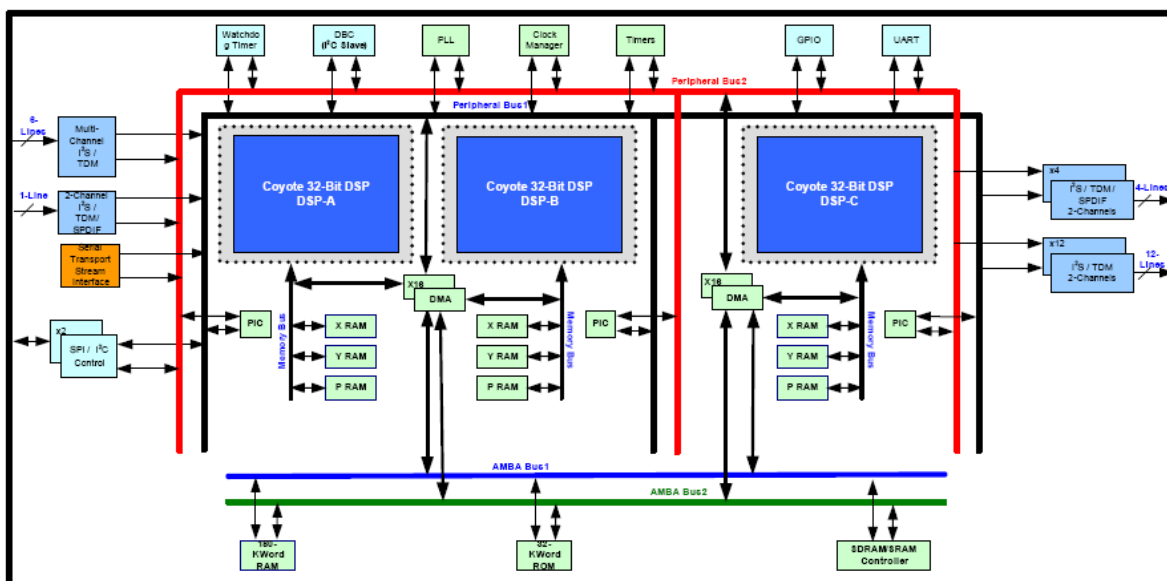 Watchdo
g Timer
DBC
(I²C Slave)
PLL
Clock
Manager
Timers
GPIO
UART
Peripheral Bus2
Peripheral Bus1
6-
Lines
Multi-
Channel
I²S /
TDM
1-Line
2-Channel
I²S /
TDM/
SPDIF
Serial
Transport
Stream
Interface
x2
SPI / I²C
Control
Coyote 32-Bit DSP
DSP-A
Coyote 32-Bit DSP
DSP-B
Coyote 32-Bit DSP
DSP-C
x4
I²S / TDM /
SPDIF
2-Channels
4-Lines
x12
I²S / TDM
2-Channels
12-
Lines
X16
DMA
X16
DMA
PIC
Memory Bus
X RAM
Y RAM
P RAM
X RAM
Y RAM
P RAM
Memory Bus
PIC
X RAM
Y RAM
P RAM
Memory Bus
PIC
AMBA Bus1
AMBA Bus2
180-
KWord
RAM
32-
KWord
ROM
SDRAM/SRAM
Controller